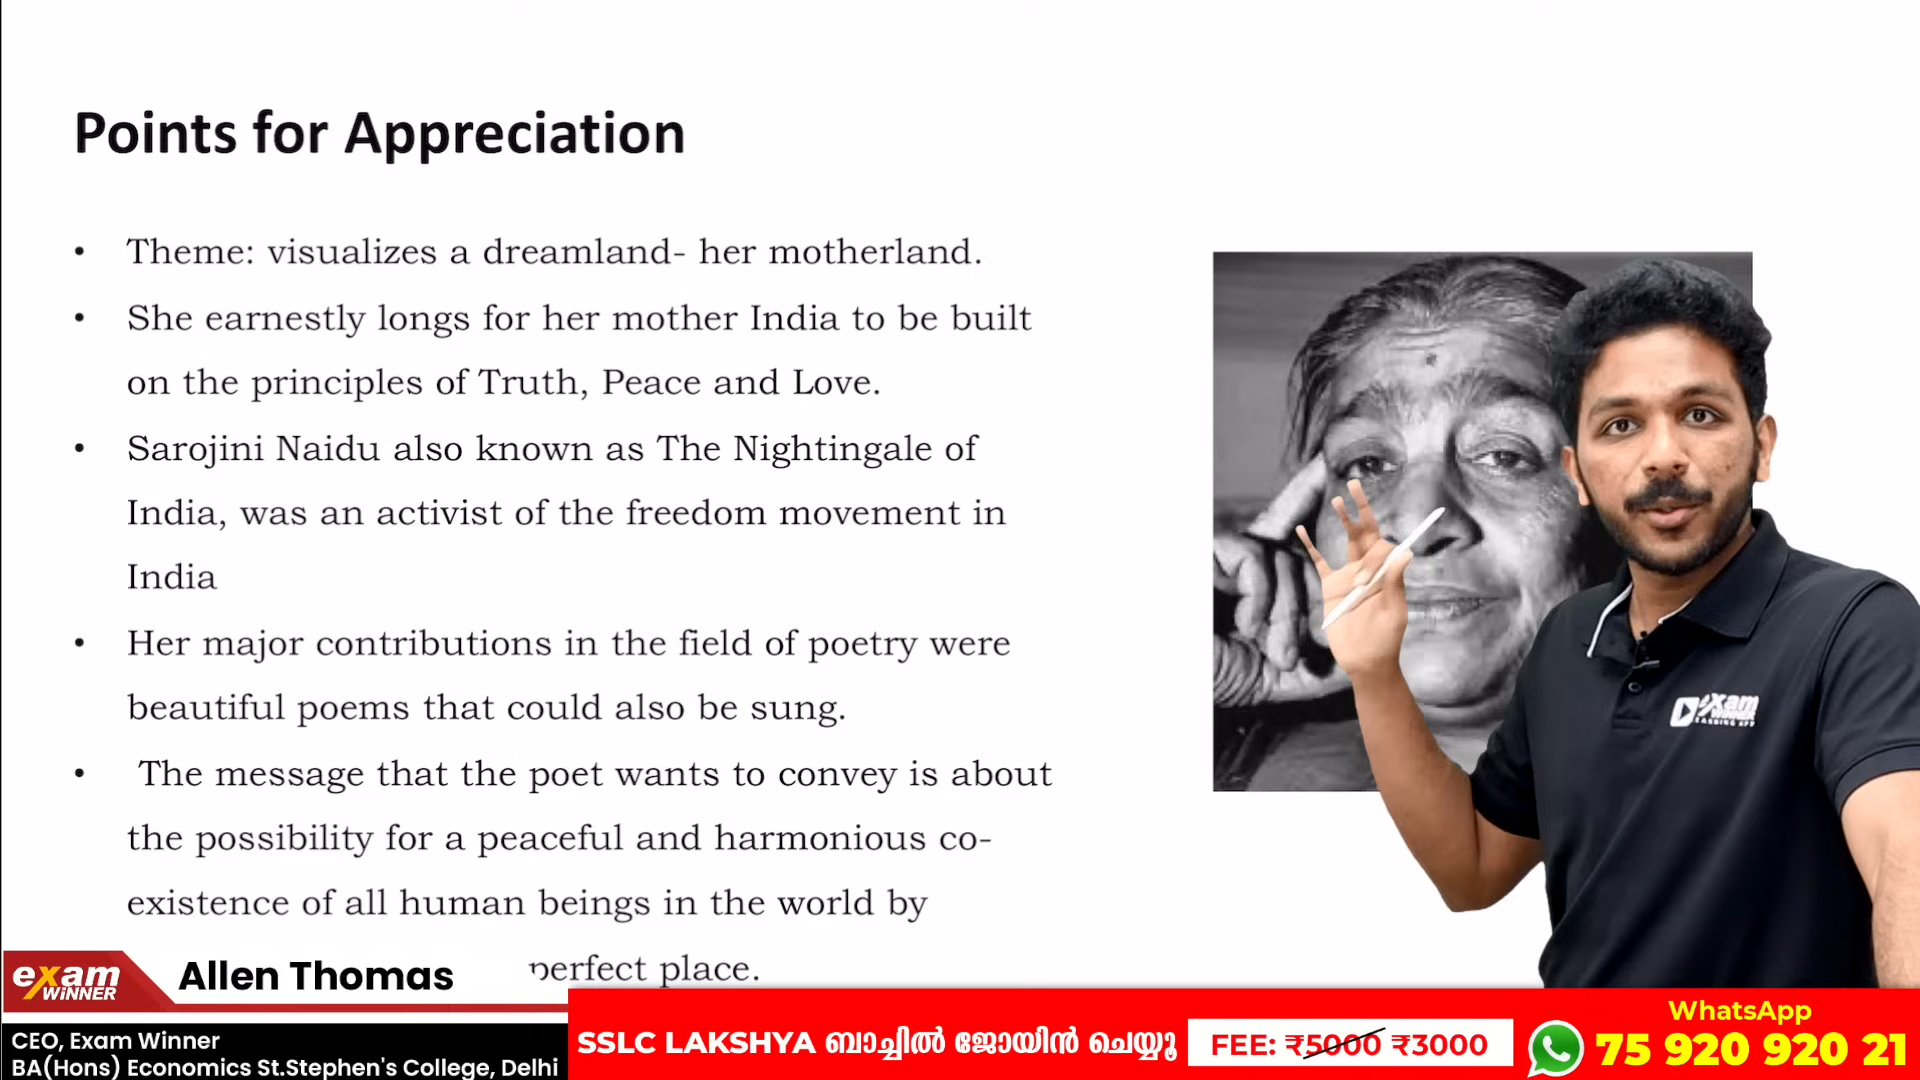 Points for Appreciation
• Theme: visualizes a dreamland- her motherland.
• She earnestly longs for her mother India to be built
on the principles of Truth, Peace and Love.
• Sarojini Naidu also known as The Nightingale of
India, was an activist of the freedom movement in
India
• Her major contributions in the field of poetry were
beautiful poems that could also be sung.
• The message that the poet wants to convey is about
the possibility for a peaceful and harmonious co-
existence of all human beings in the world by
perfect place.
exam
WINNER
exam
WINNER
LEARNING APP
Allen Thomas
CEO, Exam Winner
BA(Hons) Economics St.Stephen's College, Delhi
SSLC LAKSHYA ബാച്ചിൽ ജോയിൻ ചെയ്യൂ
FEE: ₹5000 ₹3000
WhatsApp
75 920 920 21